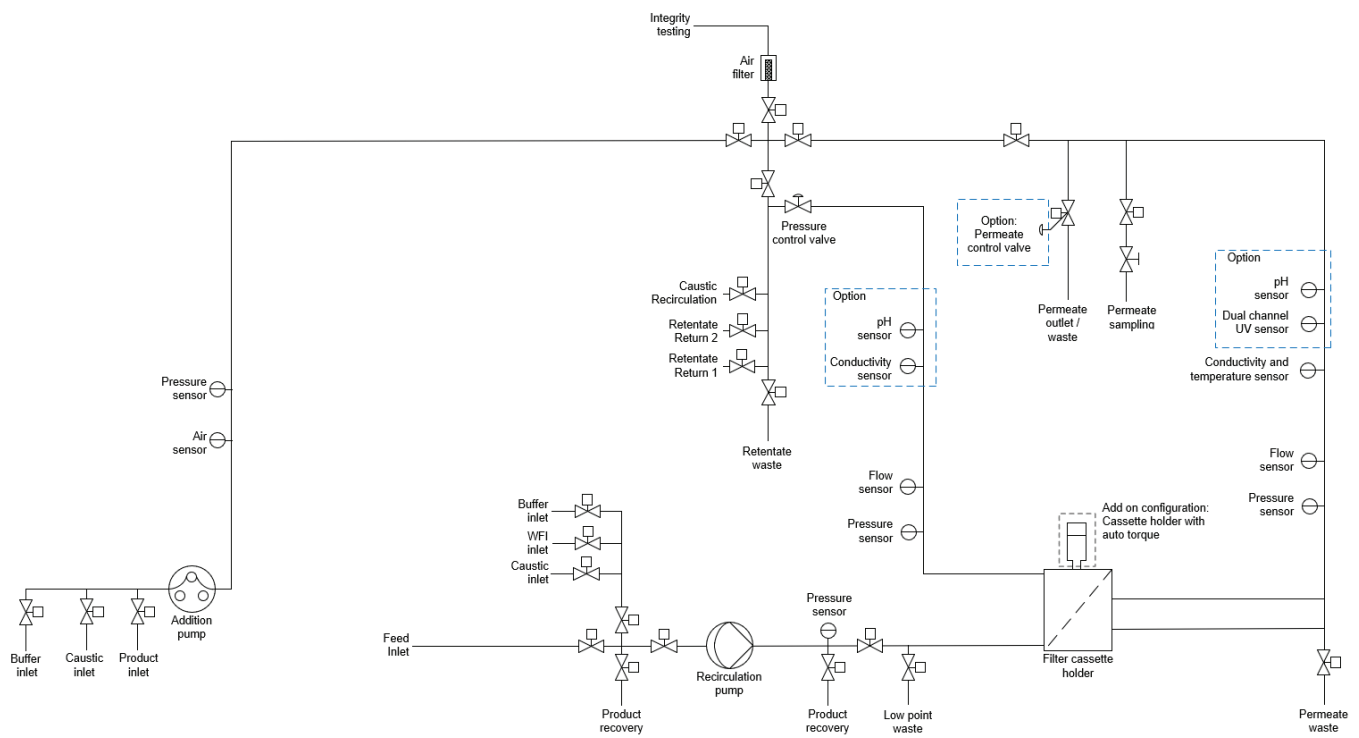 Integrity
testing
Air
filter
Pressure
control valve
Option:
Permeate
control valve
Option
pH
sensor
Dual channel
UV sensor
Conductivity and
temperature sensor
Caustic
Recirculation
Retentate
Return 2
Retentate
Return 1
Option
pH
sensor
Conductivity
sensor
Permeate
outlet /
waste
Permeate
sampling
Pressure
sensor
Air
sensor
Retentate
waste
Flow
sensor
Pressure
sensor
Flow
sensor
Pressure
sensor
Add on configuration:
Cassette holder with
auto torque
Buffer
inlet
WFI
inlet
Caustic
inlet
Addition
pump
Buffer
inlet
Caustic
inlet
Product
inlet
Feed
Inlet
Recirculation
pump
Pressure
sensor
Filter cassette
holder
Product
recovery
Product
recovery
Low point
waste
Permeate
waste